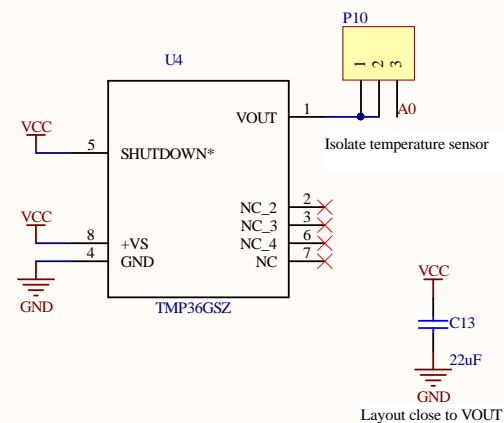 P10
U4
1
2
3
VOUT
1
A0
VCC
5
SHUTDOWN*
Isolate temperature sensor
NC_2
2
NC_3
3
VCC
8
+VS
NC_4
6
4
GND
NC
7
GND
TMP36GSZ
VCC
C13
22uF
GND
Layout close to VOUT